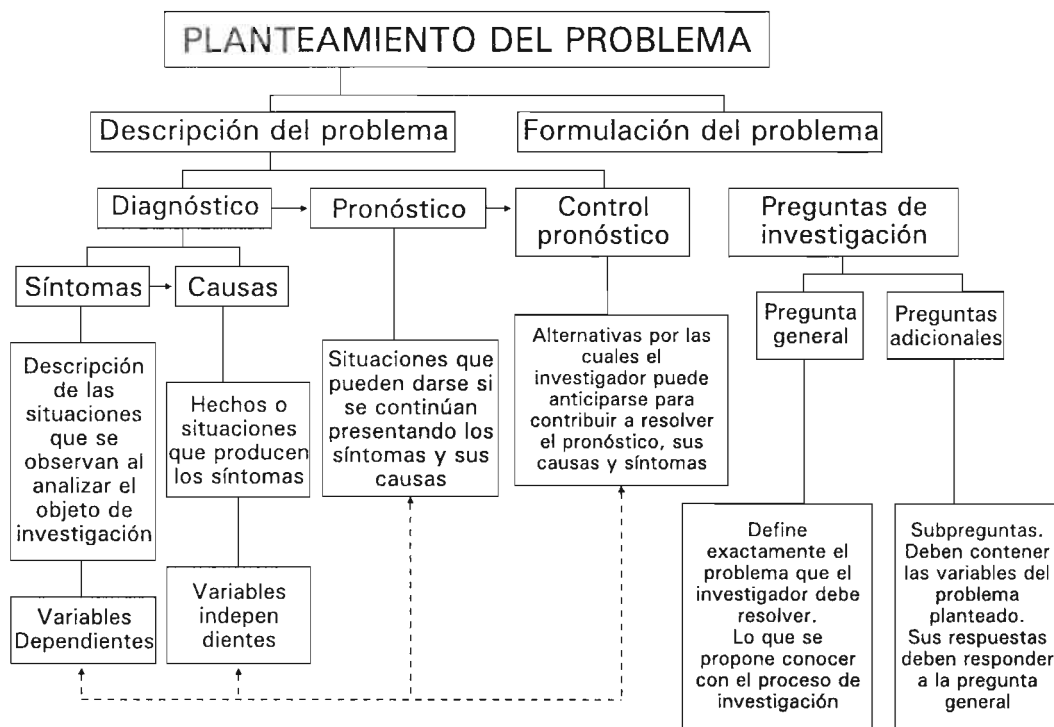 PLANTEAMIENTO DEL PROBLEMA
Descripción del problema
Formulación del problema
Diagnóstico
Pronóstico
Control
pronóstico
Preguntas de
investigación
Síntomas
Causas
Pregunta
general
Preguntas
adicionales
Descripción
de las
situaciones
que se
observan al
analizar el
objeto de
investigación
Hechos o
situaciones
que producen
los síntomas
Situaciones que
pueden darse si
se continúan
presentando los
síntomas y sus
causas
Alternativas por las
cuales el
investigador puede
anticiparse para
contribuir a resolver
el pronóstico, sus
causas y síntomas
Variables
Dependientes
Variables
indepen
dientes
Define
exactamente el
problema que el
investigador debe
resolver.
Lo que se
propone conocer
con el proceso de
investigación
Subpreguntas.
Deben contener
las variables del
problema
planteado.
Sus respuestas
deben responder
a la pregunta
general